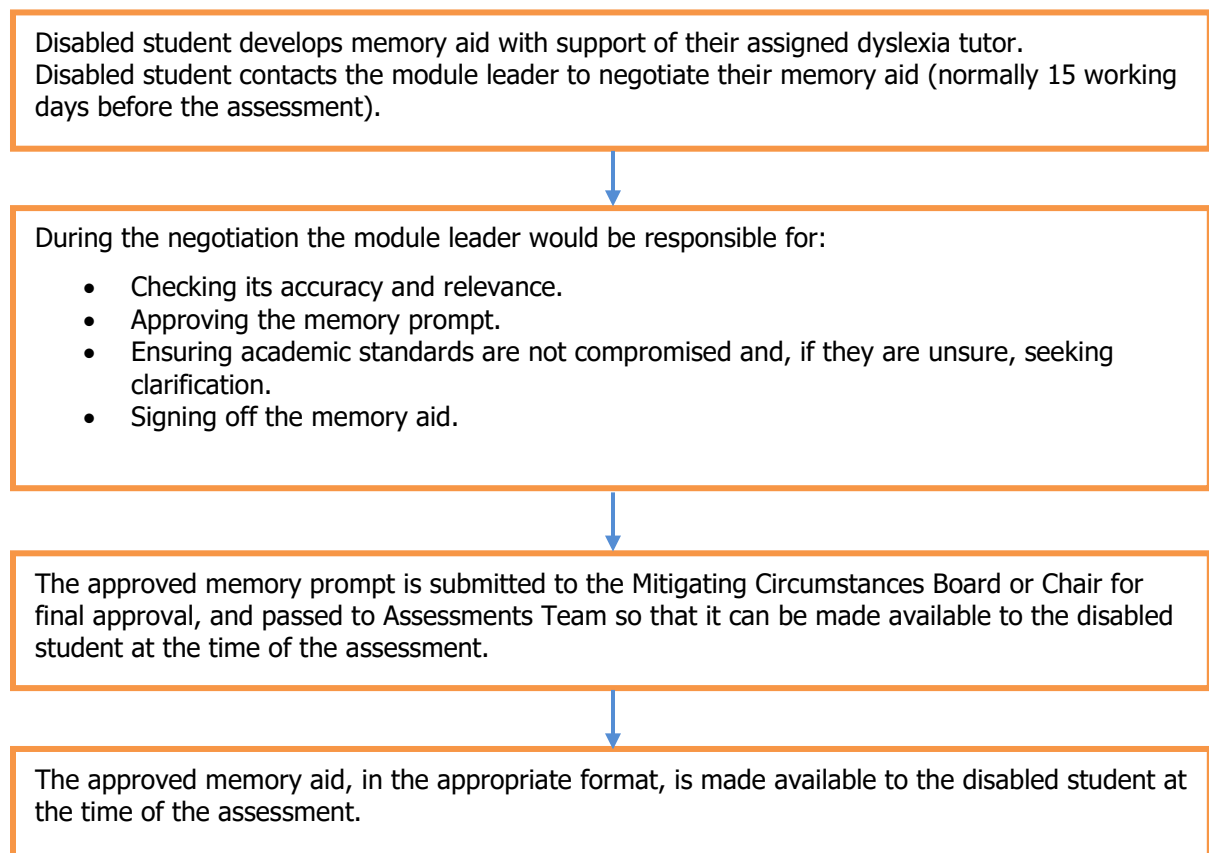 Disabled student develops memory aid with support of their assigned dyslexia tutor.
Disabled student contacts the module leader to negotiate their memory aid (normally 15 working
days before the assessment).
During the negotiation the module leader would be responsible for:
• Checking its accuracy and relevance.
• Approving the memory prompt.
• Ensuring academic standards are not compromised and, if they are unsure, seeking
clarification.
• Signing off the memory aid.
The approved memory prompt is submitted to the Mitigating Circumstances Board or Chair for
final approval, and passed to Assessments Team so that it can be made available to the disabled
student at the time of the assessment.
The approved memory aid, in the appropriate format, is made available to the disabled student at
the time of the assessment.